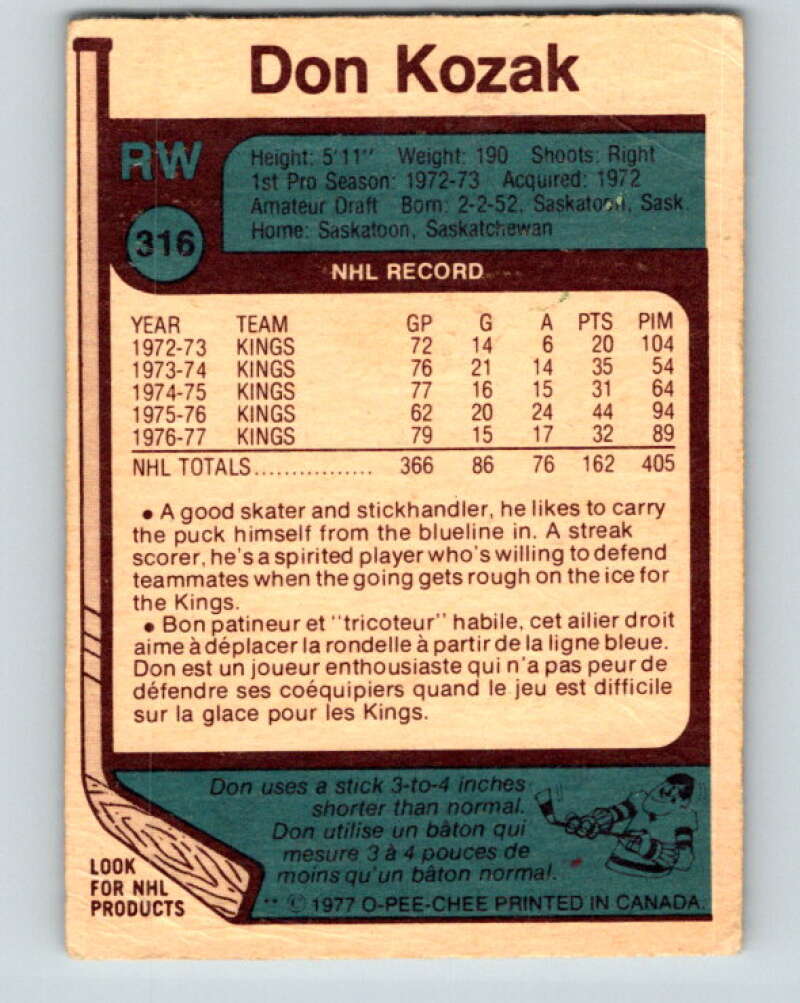 Don Kozak
RW
316
Height: 5'11" Weight: 190 Shoots: Right
1st Pro Season: 1972-73 Acquired: 1972
Amateur Draft Born: 2-2-52, Saskatoon, Sask.
Home: Saskatoon, Saskatchewan
NHL RECORD
YEAR TEAM GP G A PTS PIM
1972-73 KINGS 72 14 6 20 104
1973-74 KINGS 76 21 14 35 54
1974-75 KINGS 77 16 15 31 64
1975-76 KINGS 62 20 24 44 94
1976-77 KINGS 79 15 17 32 89
NHL TOTALS................ 366 86 76 162 405
• A good skater and stickhandler, he likes to carry
the puck himself from the blueline in. A streak
scorer, he's a spirited player who's willing to defend
teammates when the going gets rough on the ice for
the Kings.
• Bon patineur et "tricoteur" habile, cet ailier droit
aime à déplacer la rondelle à partir de la ligne bleue.
Don est un joueur enthousiaste qui n'a pas peur de
défendre ses coéquipiers quand le jeu est difficile
sur la glace pour les Kings.
Don uses a stick 3-to-4 inches
shorter than normal.
Don utilise un bâton qui
mesure 3 à 4 pouces de
moins qu'un bâton normal.
LOOK
FOR NHL
PRODUCTS
** © 1977 O-PEE-CHEE PRINTED IN CANADA.